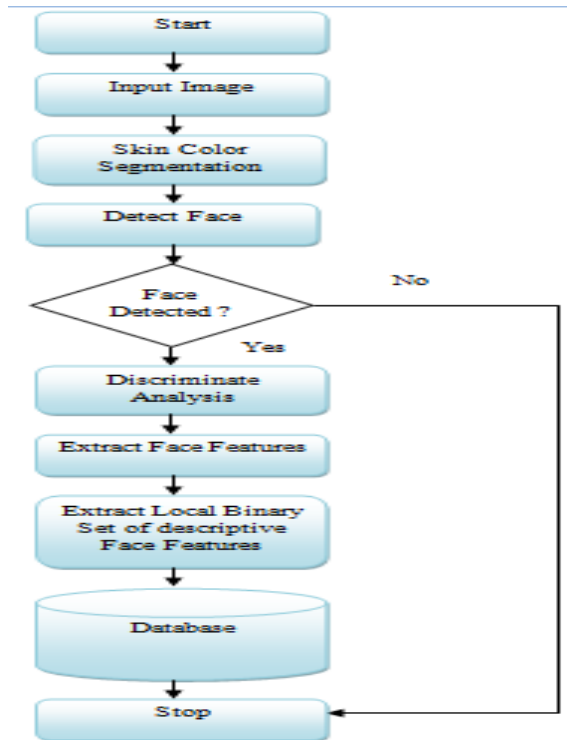 Start
Input Image
Skin Color
Segmentation
Detect Face
Face
Detected ?
No
Yes
Discriminate
Analysis
Extract Face Features
Extract Local Binary
Set of descriptive
Face Features
Database
Stop